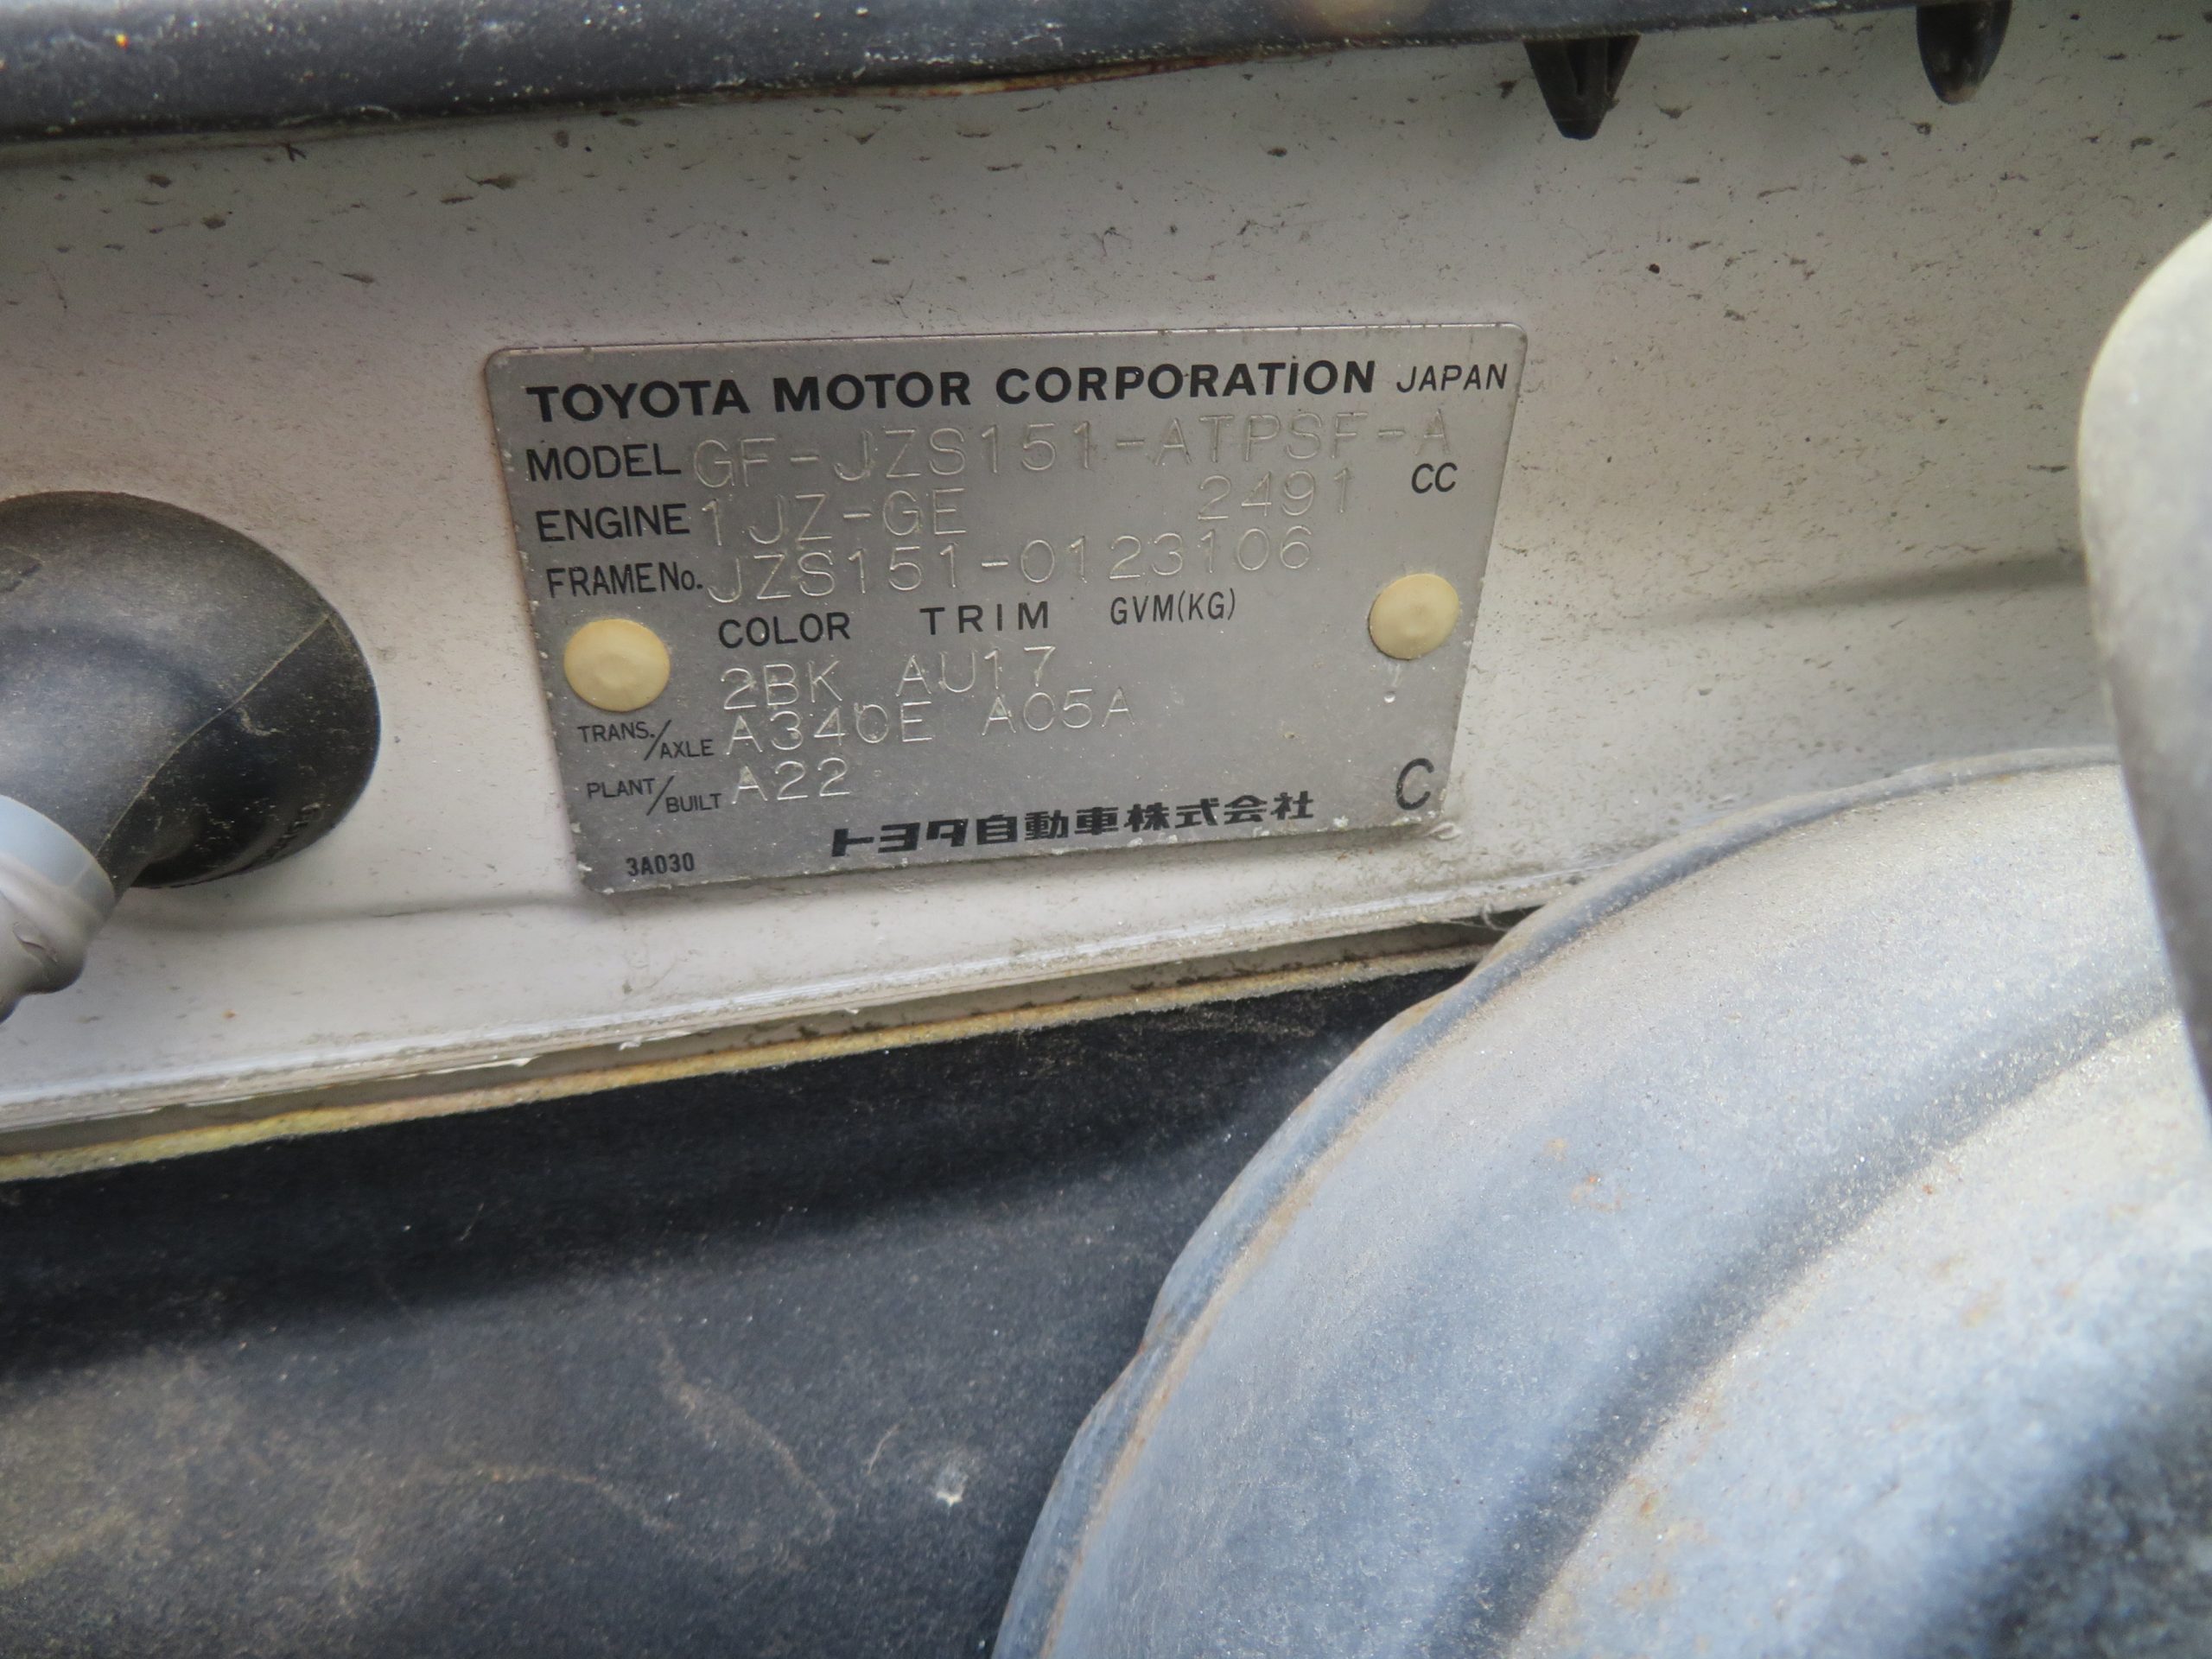 TOYOTA MOTOR CORPORATION JAPAN
MODEL GF-JZS151-ATPSF-A
ENGINE 1JZ-GE 2491 CC
FRAME No. JZS151-0123106
COLOR TRIM GVM(KG)
2BK AU17
TRANS./AXLE A340E A05A
PLANT/BUILT A22
C
トヨタ自動車株式会社
3A030